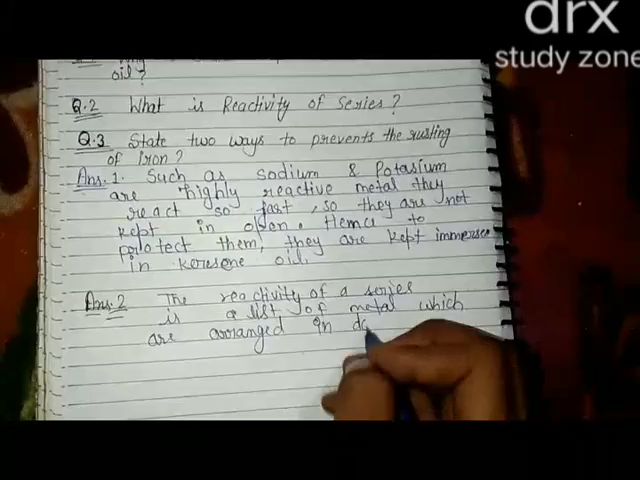 drx
study zone
oil?
Q.2 What is Reactivity of Series?
Q.3 State two ways to prevents the rusting
of iron?
Ans.1. Such as sodium & Potasium
are highly reactive metal they
react so fast, so they are not
kept in open. Hence to
protect them, they are kept immerse
in keresene oil.
Ans.2 The reactivity of a series
is a list of metal which
are arranged in de